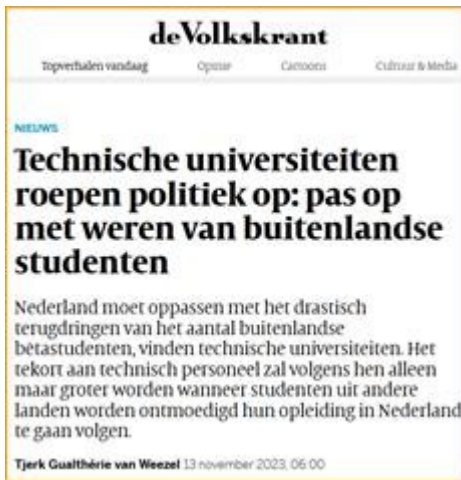 de Volkskrant
Topverhalen vandaag Opinie Cartoons Cultuur & Media
NIEUWS
Technische universiteiten
roepen politiek op: pas op
met weren van buitenlandse
studenten
Nederland moet oppassen met het drastisch
terugdringen van het aantal buitenlandse
bètastudenten, vinden technische universiteiten. Het
tekort aan technisch personeel zal volgens hen alleen
maar groter worden wanneer studenten uit andere
landen worden ontmoedigd hun opleiding in Nederland
te gaan volgen.
Tjerk Gualthérie van Weezel 13 november 2023, 06:00